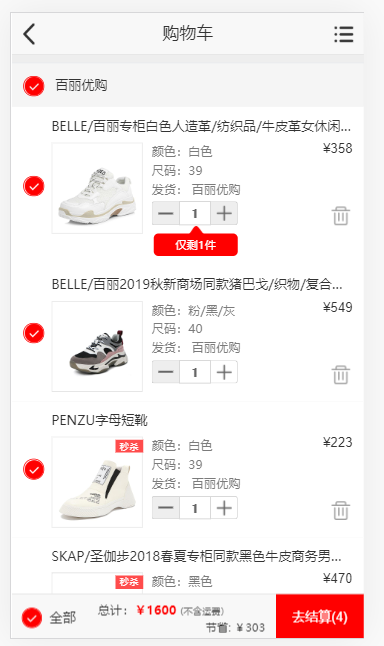 购物车
百丽优购
BELLE/百丽专柜白色人造革/纺织品/牛皮革女休闲...
颜色：白色
¥358
尺码：39
发货： 百丽优购
1
仅剩1件
BELLE/百丽2019秋新商场同款猪巴戈/织物/复合...
颜色：粉/黑/灰
¥549
尺码：40
发货： 百丽优购
1
PENZU字母短靴
秒杀
颜色：白色
¥223
尺码：39
发货： 百丽优购
1
SKAP/圣伽步2018春夏专柜同款黑色牛皮商务男...
秒杀
颜色：黑色
¥470
全部
总计：¥1600 (不含运费)
节省：¥303
去结算(4)